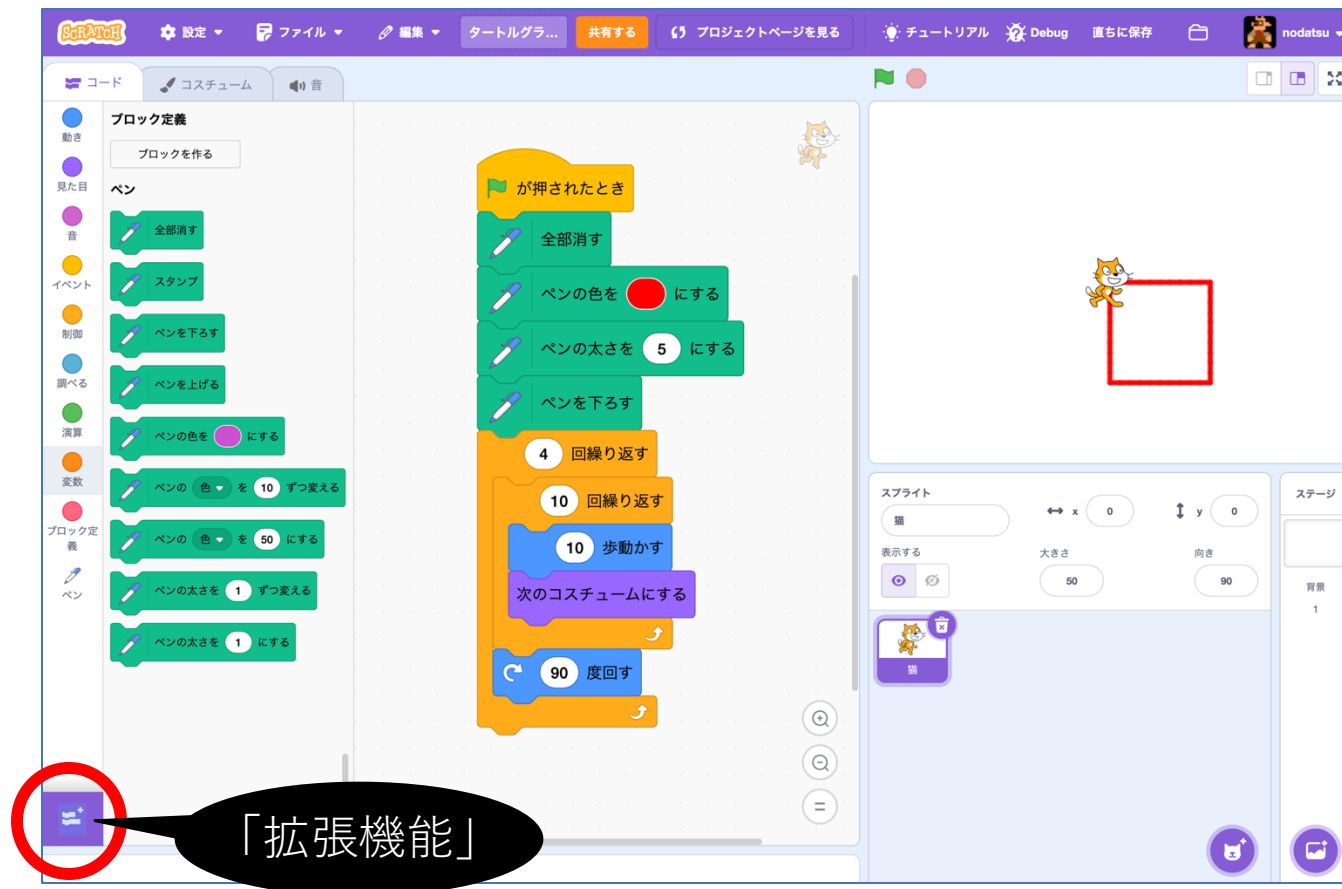 SCRATCH
設定
ファイル
編集
タートルグラ...
共有する
プロジェクトページを見る
チュートリアル
Debug
直ちに保存
nodatsu
コード
コスチューム
音
動き
見た目
音
イベント
制御
調べる
演算
変数
ブロック定
義
ペン
ブロック定義
ブロックを作る
ペン
全部消す
スタンプ
ペンを下ろす
ペンを上げる
ペンの色を にする
ペンの 色 を 10 ずつ変える
ペンの 色 を 50 にする
ペンの太さを 1 ずつ変える
ペンの太さを 1 にする
が押されたとき
全部消す
ペンの色を にする
ペンの太さを 5 にする
ペンを下ろす
4 回繰り返す
10 回繰り返す
10 歩動かす
次のコスチュームにする
90 度回す
「拡張機能」
スプライト
猫
x 0
y 0
表示する
大きさ
50
向き
90
猫
ステージ
背景
1